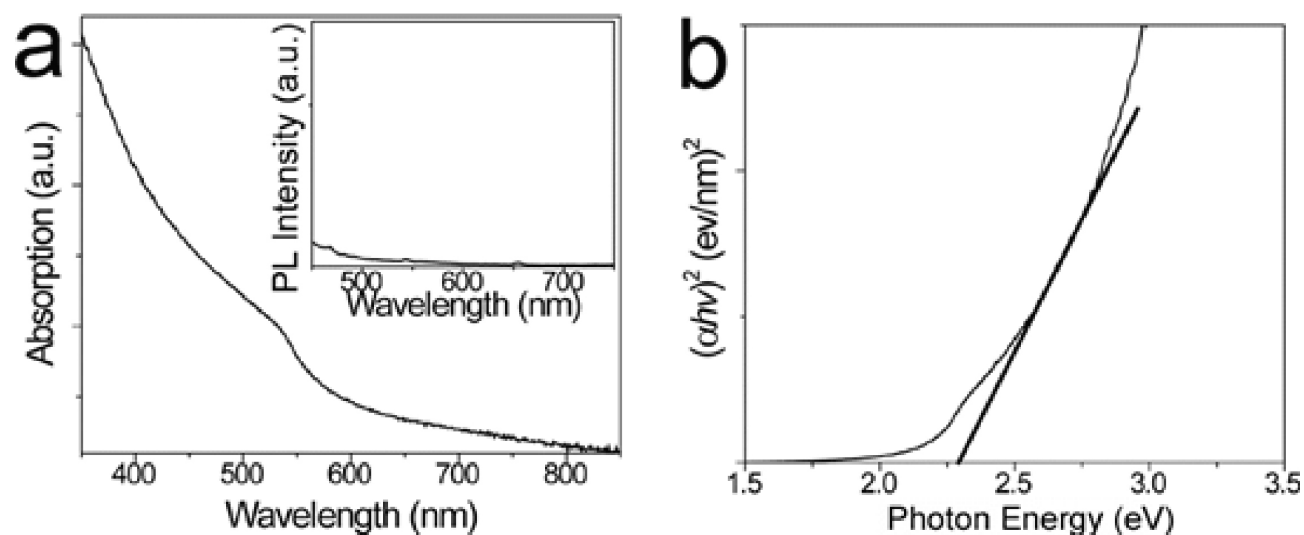 a
Absorption (a.u.)
400 500 600 700 800
Wavelength (nm)
PL Intensity (a.u.)
500 600 700
Wavelength (nm)
b
(αhν)² (ev/nm)²
1.5 2.0 2.5 3.0 3.5
Photon Energy (eV)